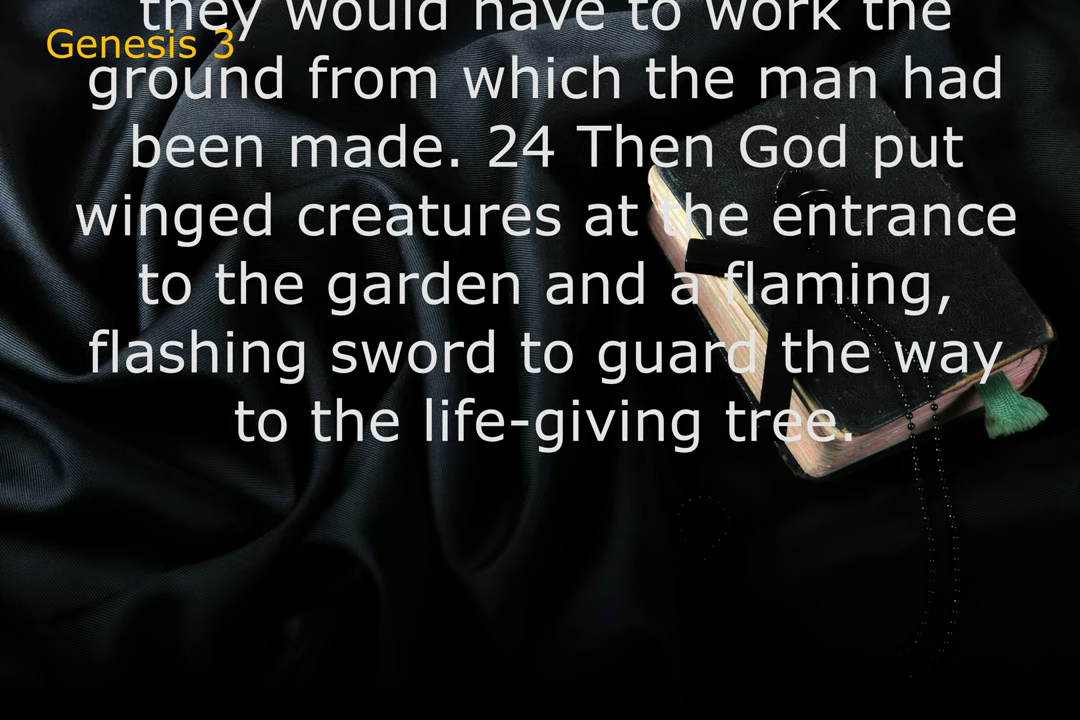 they would have to work the
Genesis 3
ground from which the man had
been made. 24 Then God put
winged creatures at the entrance
to the garden and a flaming,
flashing sword to guard the way
to the life-giving tree.